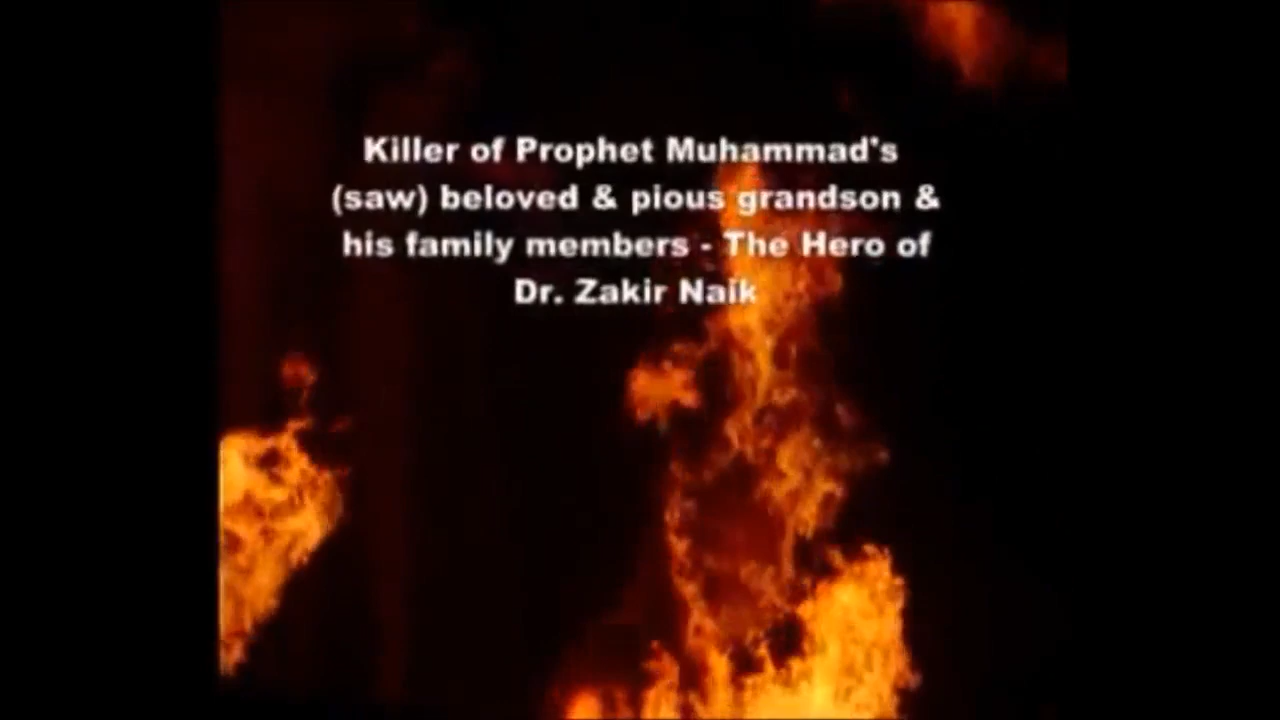 Killer of Prophet Muhammad's
(saw) beloved & pious grandson &
his family members - The Hero of
Dr. Zakir Naik